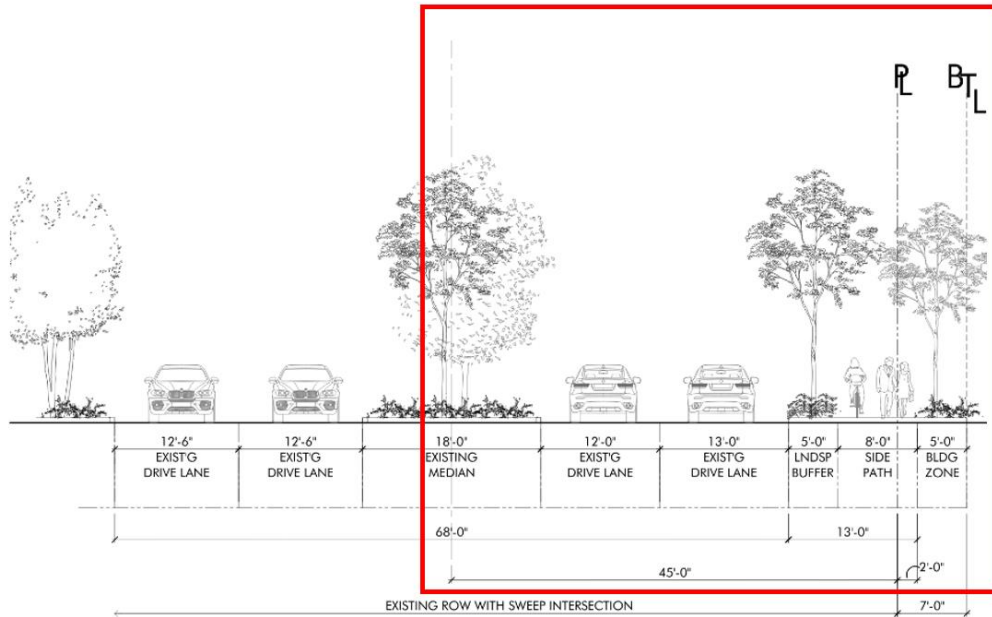 PL BTL
12'-6" 12'-6" 18'-0" 12'-0" 13'-0" 5'-0" 8'-0" 5'-0"
EXIST'G EXIST'G EXISTING EXIST'G EXIST'G LNDSP SIDE BLDG
DRIVE LANE DRIVE LANE MEDIAN DRIVE LANE DRIVE LANE BUFFER PATH ZONE
68'-0" 13'-0"
45'-0" 2'-0"
EXISTING ROW WITH SWEEP INTERSECTION 7'-0"